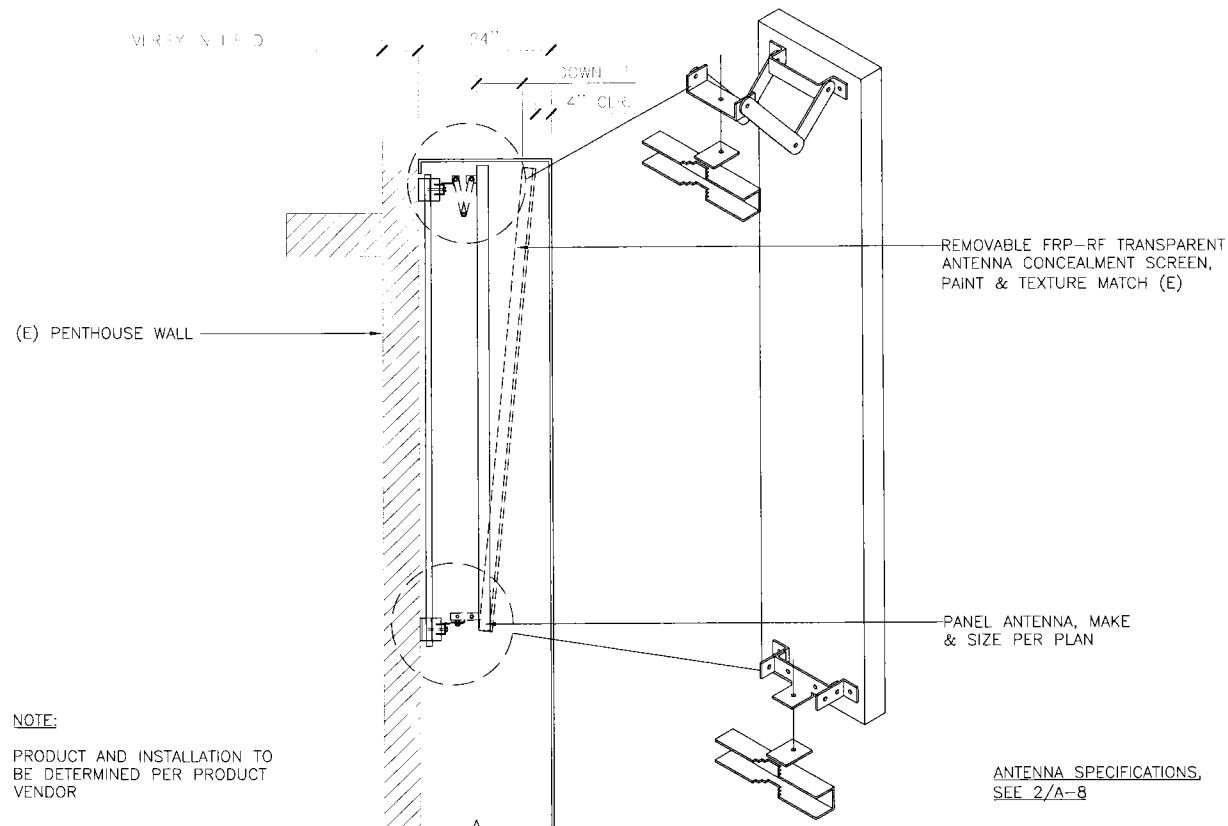 24"
DOWN
4" CLR.
REMOVABLE FRP-RF TRANSPARENT
ANTENNA CONCEALMENT SCREEN,
PAINT & TEXTURE MATCH (E)
(E) PENTHOUSE WALL
PANEL ANTENNA, MAKE
& SIZE PER PLAN
NOTE:
PRODUCT AND INSTALLATION TO
BE DETERMINED PER PRODUCT
VENDOR
ANTENNA SPECIFICATIONS,
SEE 2/A-8